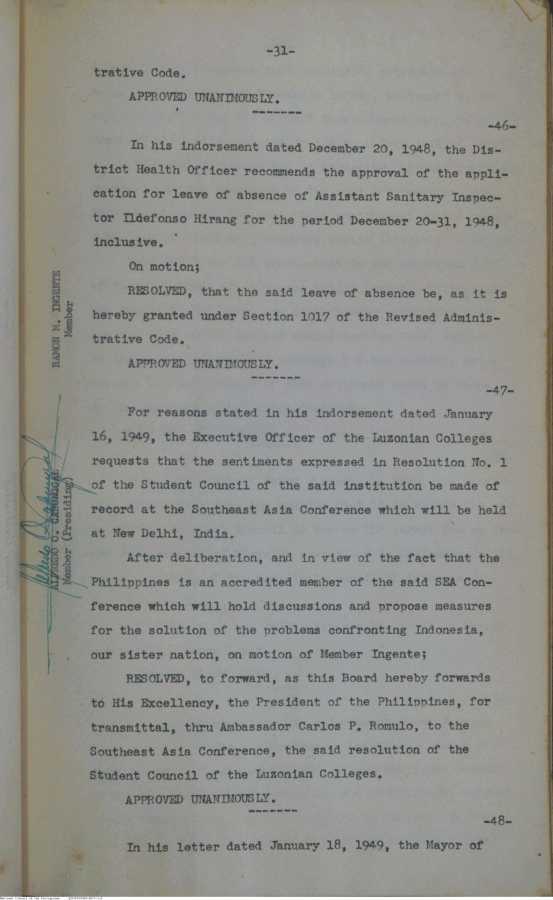 -31-
trative Code.
APPROVED UNANIMOUSLY.
-------
-46-
In his indorsement dated December 20, 1948, the Dis-
trict Health Officer recommends the approval of the appli-
cation for leave of absence of Assistant Sanitary Inspec-
tor Ildefonso Hirang for the period December 20-31, 1948,
inclusive.
On motion;
RESOLVED, that the said leave of absence be, as it is
hereby granted under Section 1017 of the Revised Adminis-
trative Code.
APPROVED UNANIMOUSLY.
-------
-47-
For reasons stated in his indorsement dated January
16, 1949, the Executive Officer of the Luzonian Colleges
requests that the sentiments expressed in Resolution No. 1
of the Student Council of the said institution be made of
record at the Southeast Asia Conference which will be held
at New Delhi, India.
After deliberation, and in view of the fact that the
Philippines is an accredited member of the said SEA Con-
ference which will hold discussions and propose measures
for the solution of the problems confronting Indonesia,
our sister nation, on motion of Member Ingente;
RESOLVED, to forward, as this Board hereby forwards
to His Excellency, the President of the Philippines, for
transmittal, thru Ambassador Carlos P. Romulo, to the
Southeast Asia Conference, the said resolution of the
Student Council of the Luzonian Colleges.
APPROVED UNANIMOUSLY.
-------
-48-
In his letter dated January 18, 1949, the Mayor of
RAMON M. INGENTE
Member
ALFREDO O.
Member (Presiding)
National Library of the Philippines